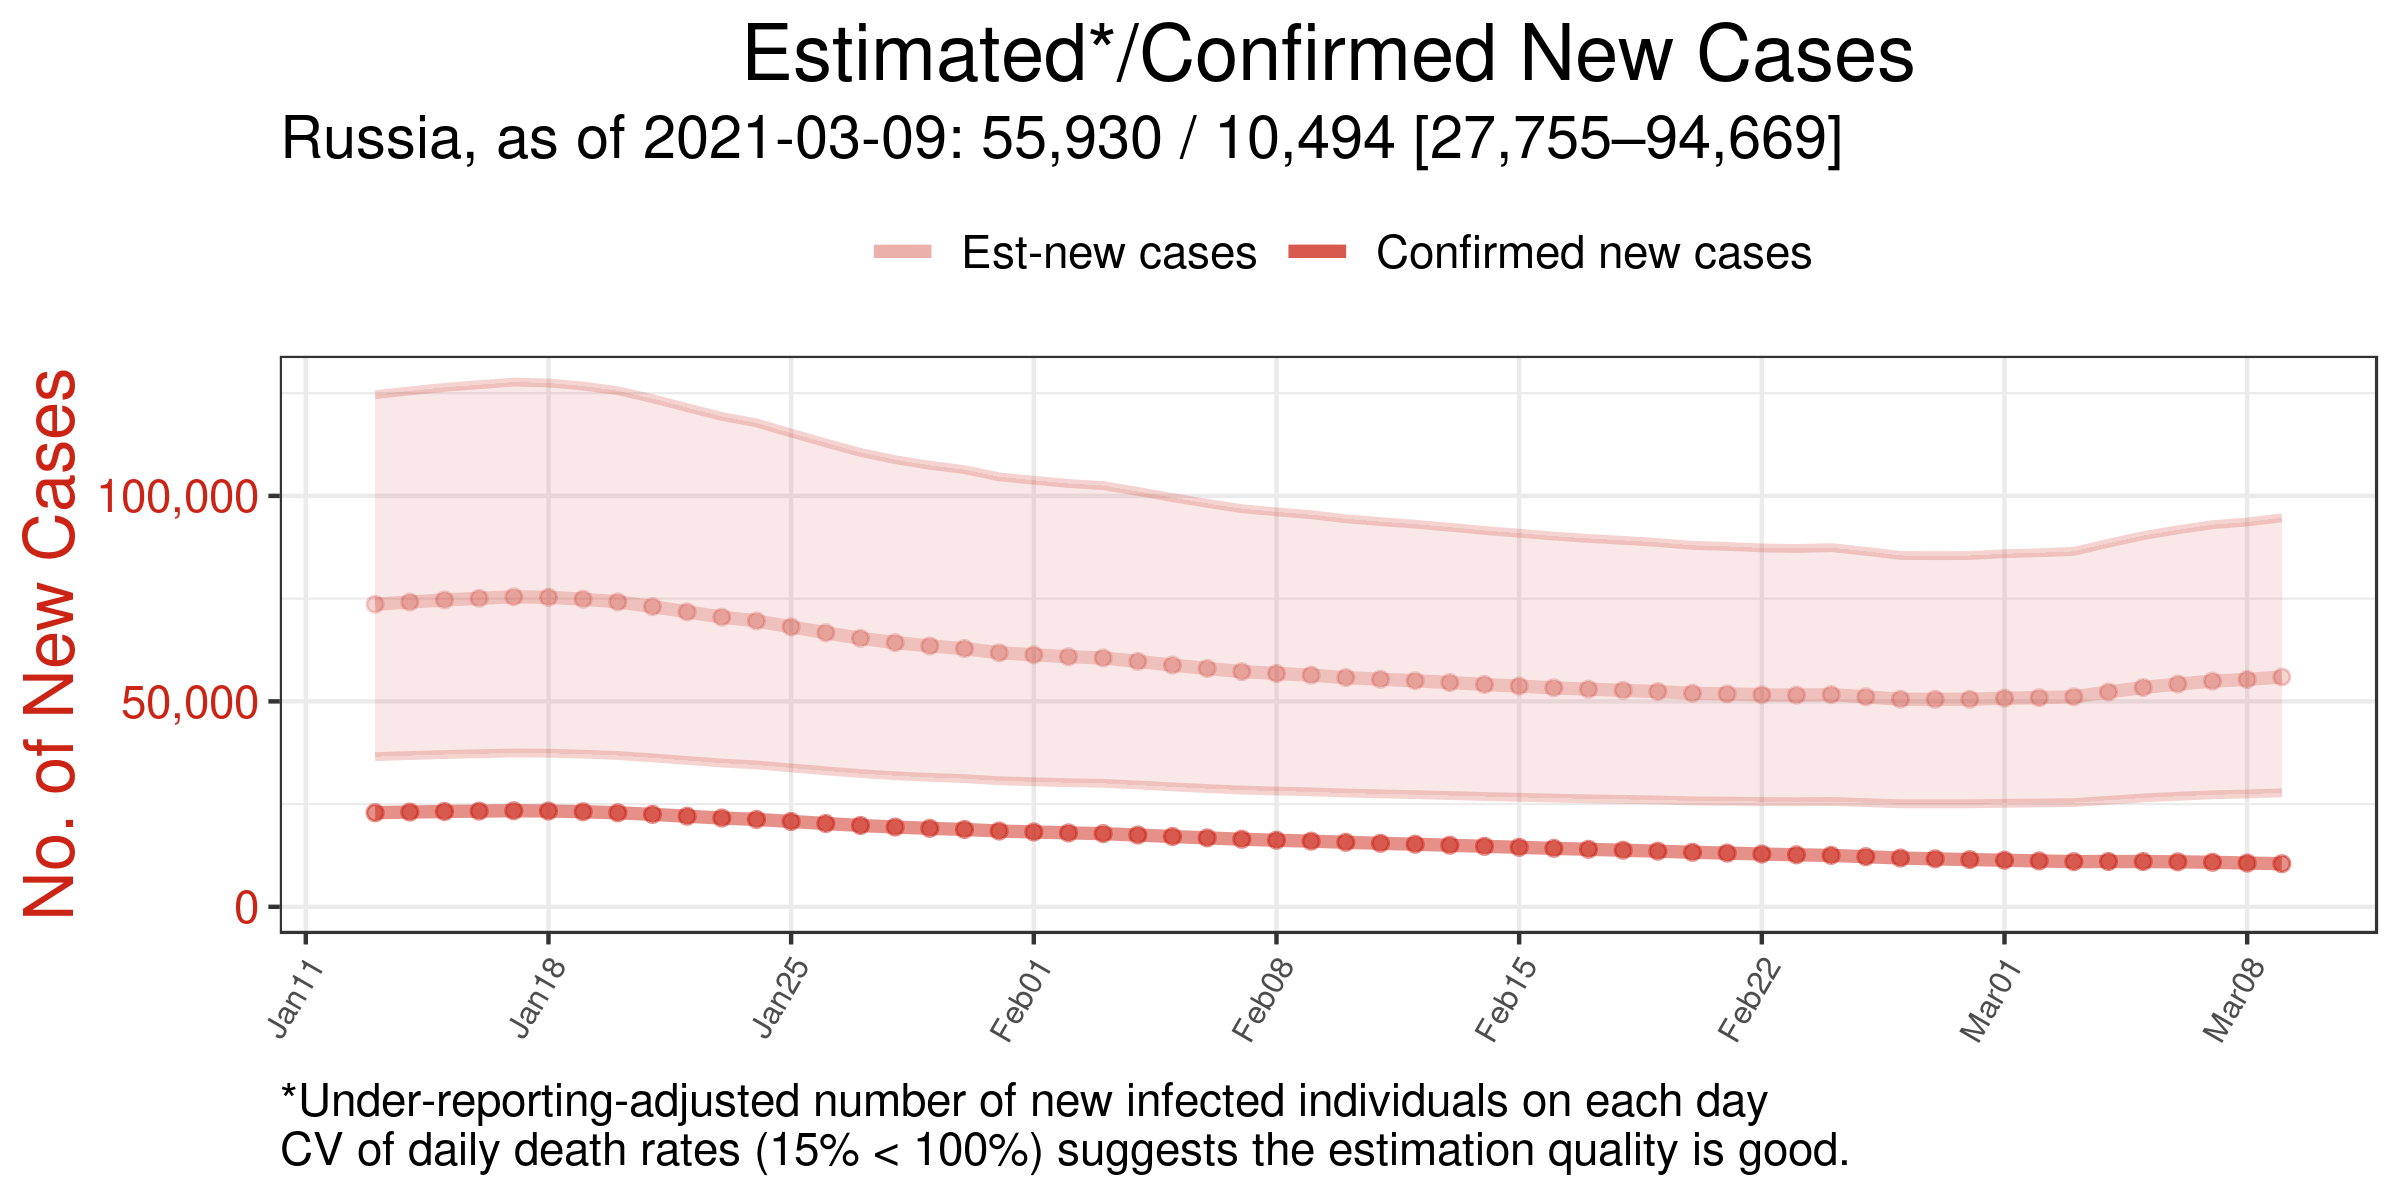 Estimated*/Confirmed New Cases
Russia, as of 2021-03-09: 55,930 / 10,494 [27,755–94,669]
Est-new cases
Confirmed new cases
No. of New Cases
100,000
50,000
0
Jan11
Jan18
Jan25
Feb01
Feb08
Feb15
Feb22
Mar01
Mar08
*Under-reporting-adjusted number of new infected individuals on each day
CV of daily death rates (15% < 100%) suggests the estimation quality is good.